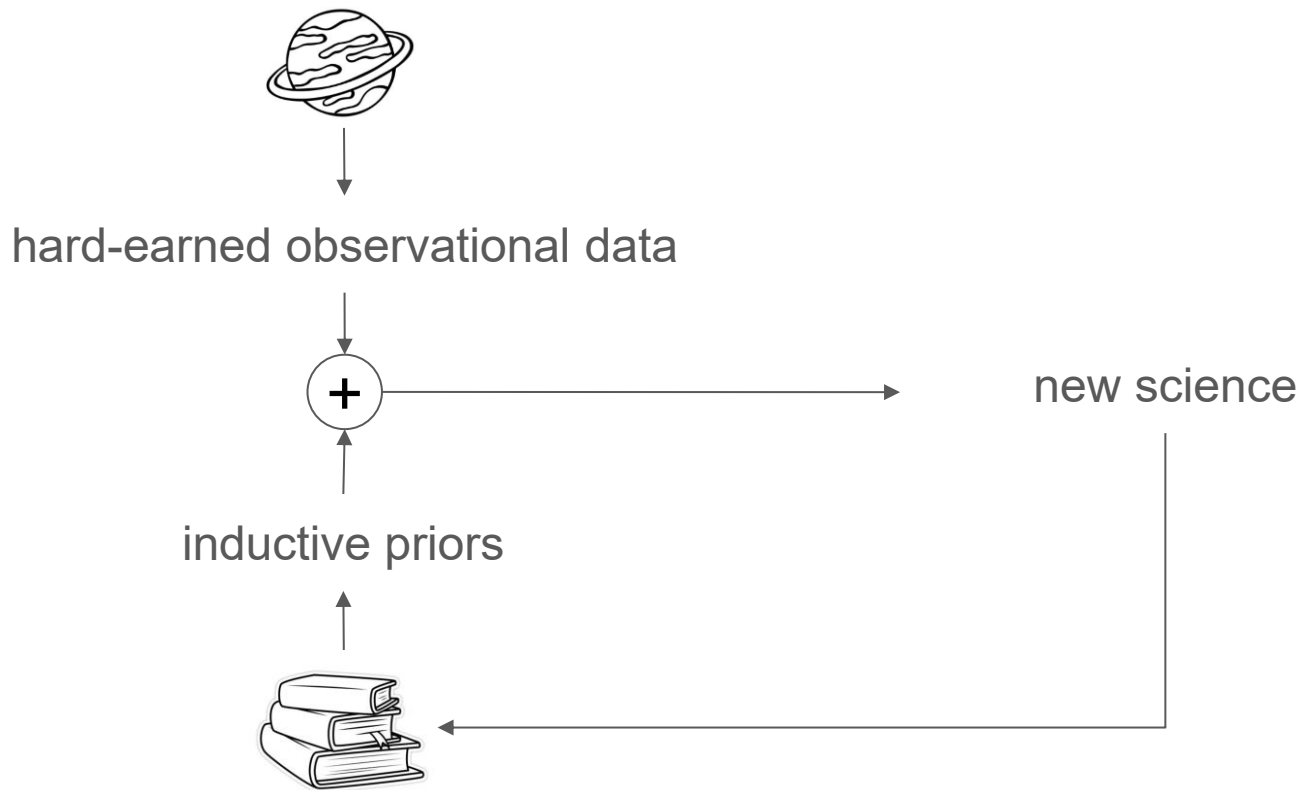 hard-earned observational data
+
new science
inductive priors